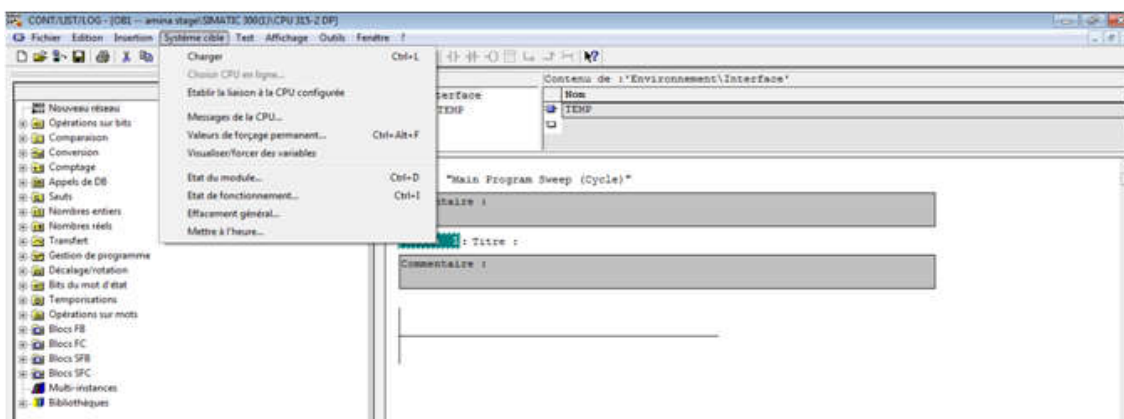 CONT/LIST/LOG - [OB1 -- amina stage\SIMATIC 300(1)\CPU 315-2 DP]
Fichier Edition Insertion Système cible Test Affichage Outils Fenêtre ?
Charger Ctrl+L
Choisir CPU en ligne...
Etablir la liaison à la CPU configurée
Messages de la CPU...
Valeurs de forçage permanent... Ctrl+Alt+F
Visualiser/forcer des variables
Etat du module... Ctrl+D
Etat de fonctionnement... Ctrl+I
Effacement général...
Mettre à l'heure...
Nouveau réseau
Opérations sur bits
Comparaison
Conversion
Comptage
Appels de DB
Sauts
Nombres entiers
Nombres réels
Transfert
Gestion de programme
Décalage/rotation
Bits du mot d'état
Temporisations
Opérations sur mots
Blocs FB
Blocs FC
Blocs SFB
Blocs SFC
Multi-instances
Bibliothèques
Contenu de :'Environnement\Interface'
terface
TEMP
Nom
TEMP
"Main Program Sweep (Cycle)"
ntaire :
1: Titre :
Commentaire :